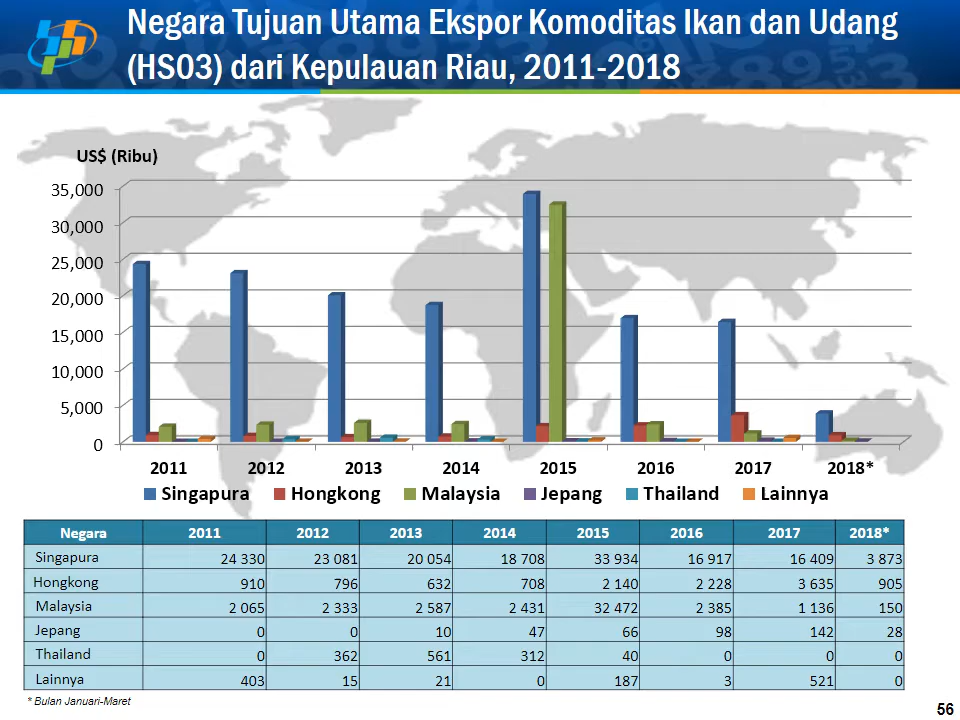 Negara Tujuan Utama Ekspor Komoditas Ikan dan Udang
(HS03) dari Kepulauan Riau, 2011-2018
US$ (Ribu)
35,000
30,000
25,000
20,000
15,000
10,000
5,000
0
2011 2012 2013 2014 2015 2016 2017 2018*
Singapura Hongkong Malaysia Jepang Thailand Lainnya
Negara 2011 2012 2013 2014 2015 2016 2017 2018*
Singapura 24 330 23 081 20 054 18 708 33 934 16 917 16 409 3 873
Hongkong 910 796 632 708 2 140 2 228 3 635 905
Malaysia 2 065 2 333 2 587 2 431 32 472 2 385 1 136 150
Jepang 0 0 10 47 66 98 142 28
Thailand 0 362 561 312 40 0 0 0
Lainnya 403 15 21 0 187 3 521 0
* Bulan Januari-Maret
56